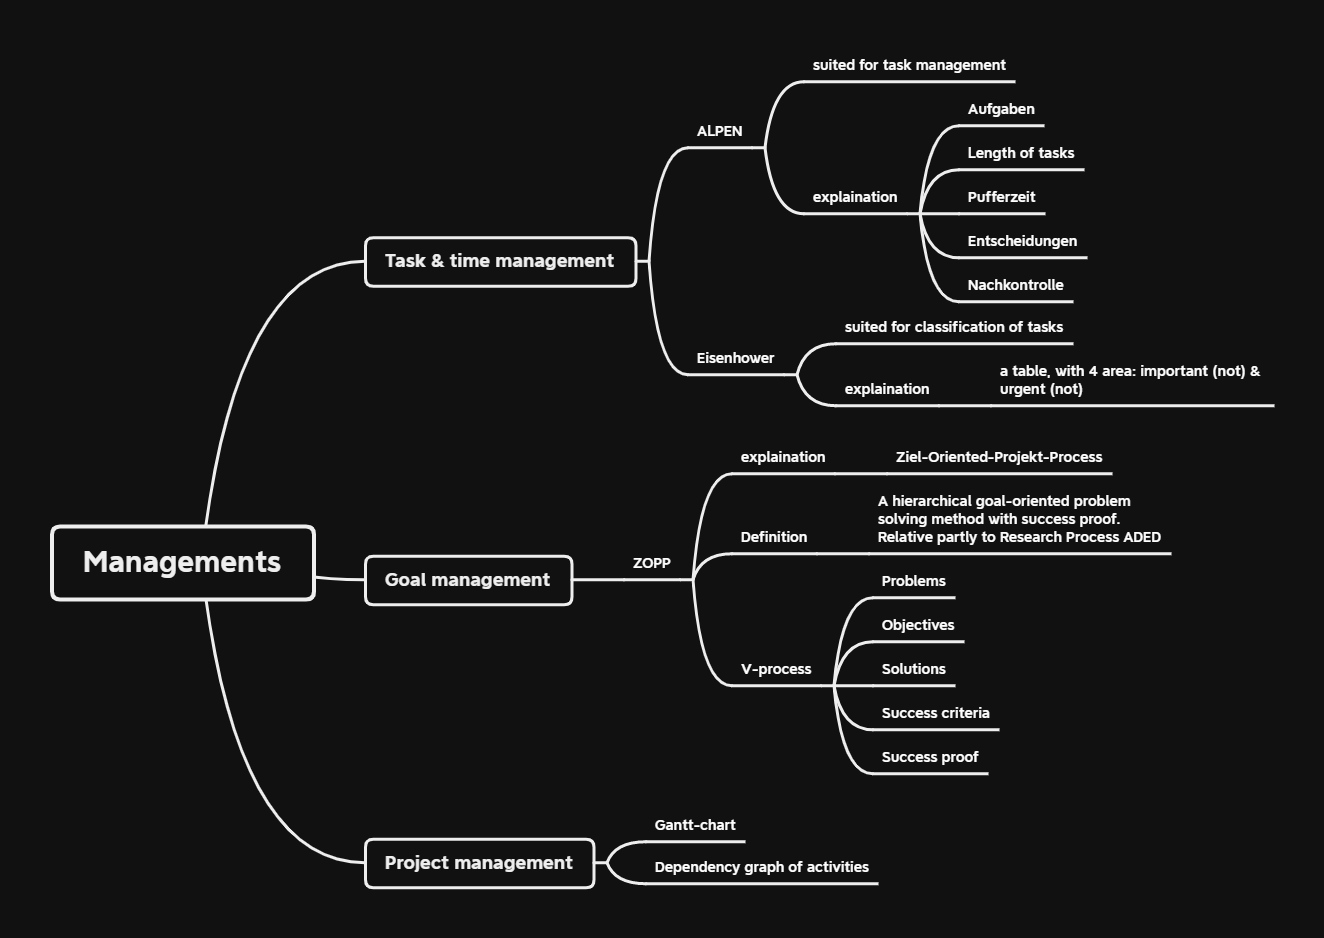 Managements
Task & time management
ALPEN
suited for task management
explaination
Aufgaben
Length of tasks
Pufferzeit
Entscheidungen
Nachkontrolle
Eisenhower
suited for classification of tasks
explaination
a table, with 4 area: important (not) &
urgent (not)
Goal management
ZOPP
explaination
Ziel-Oriented-Projekt-Process
Definition
A hierarchical goal-oriented problem
solving method with success proof.
Relative partly to Research Process ADED
V-process
Problems
Objectives
Solutions
Success criteria
Success proof
Project management
Gantt-chart
Dependency graph of activities